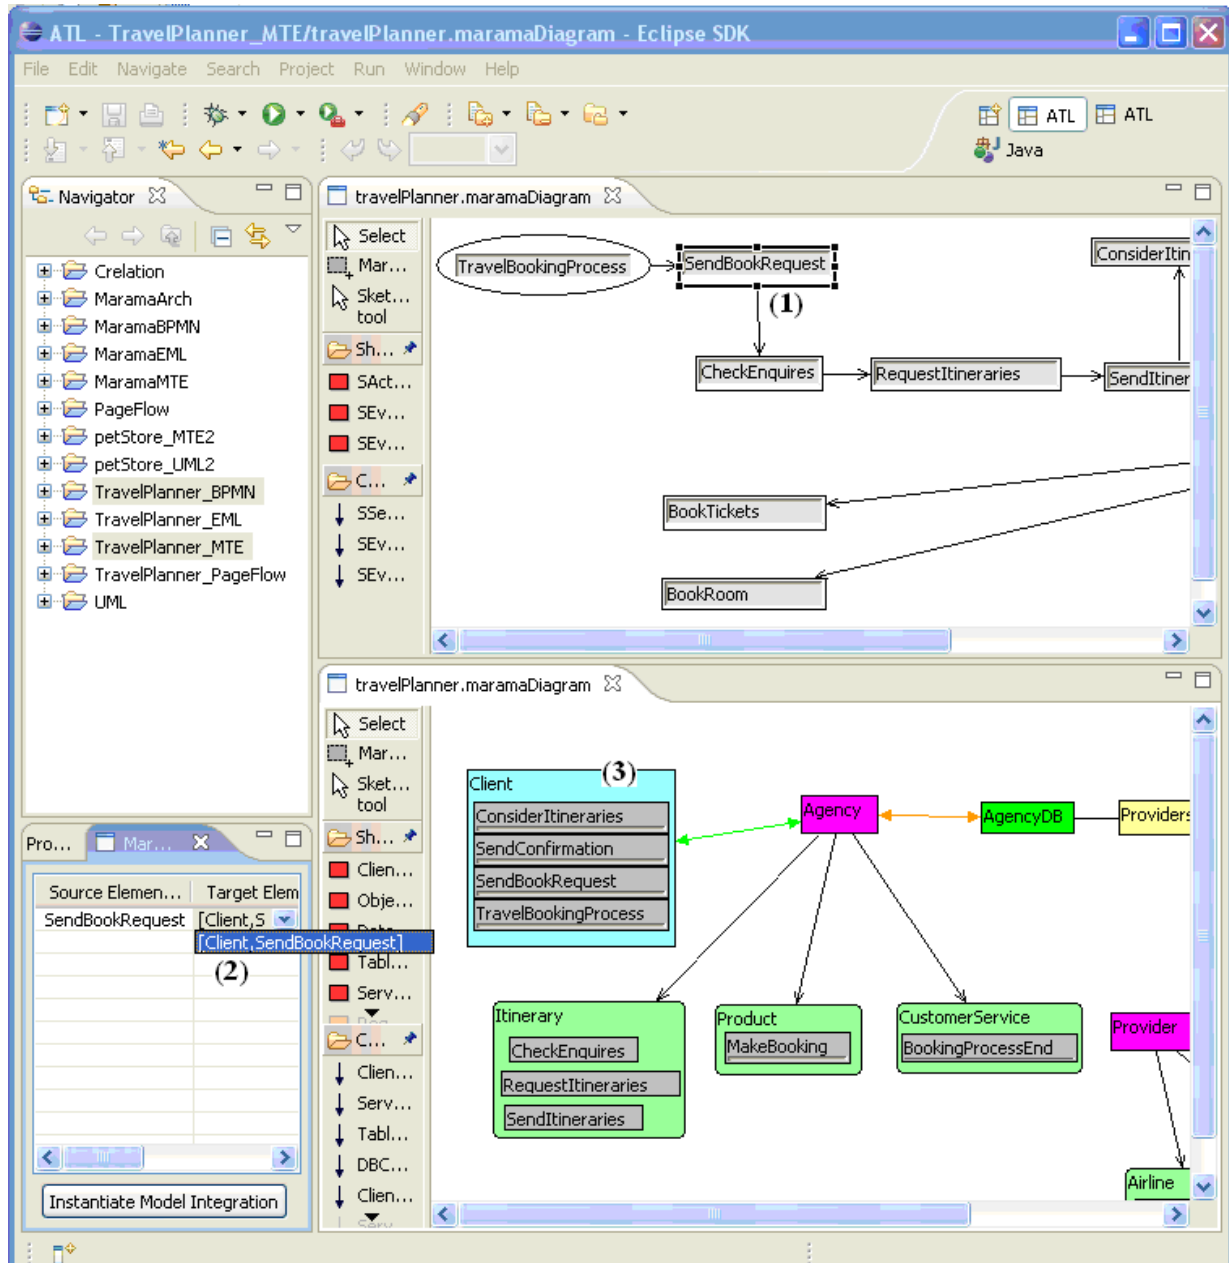 ATL - TravelPlanner_MTE/travelPlanner.maramaDiagram - Eclipse SDK
File Edit Navigate Search Project Run Window Help
ATL ATL
Java
Navigator
Crelation
MaramaArch
MaramaBPMN
MaramaEML
MaramaMTE
PageFlow
petStore_MTE2
petStore_UML2
TravelPlanner_BPMN
TravelPlanner_EML
TravelPlanner_MTE
TravelPlanner_PageFlow
UML
travelPlanner.maramaDiagram
Select
Mar...
Sket...
tool
Sh...
SAct...
SEv...
SEv...
C...
SSe...
SEv...
SEv...
TravelBookingProcess
SendBookRequest
(1)
ConsiderItin
CheckEnquires
RequestItineraries
SendItiner
BookTickets
BookRoom
travelPlanner.maramaDiagram
Select
Mar...
Sket...
tool
Sh...
Clien...
Obje...
Tabl...
Serv...
C...
Clien...
Serv...
Tabl...
DBC...
Clien...
Client
(3)
ConsiderItineraries
SendConfirmation
SendBookRequest
TravelBookingProcess
Agency
AgencyDB
Providers
Itinerary
CheckEnquires
RequestItineraries
SendItineraries
Product
MakeBooking
CustomerService
BookingProcessEnd
Provider
Airline
Pro... Mar...
Source Elemen... Target Elem
SendBookRequest [Client,S
[Client,SendBookRequest]
(2)
Instantiate Model Integration